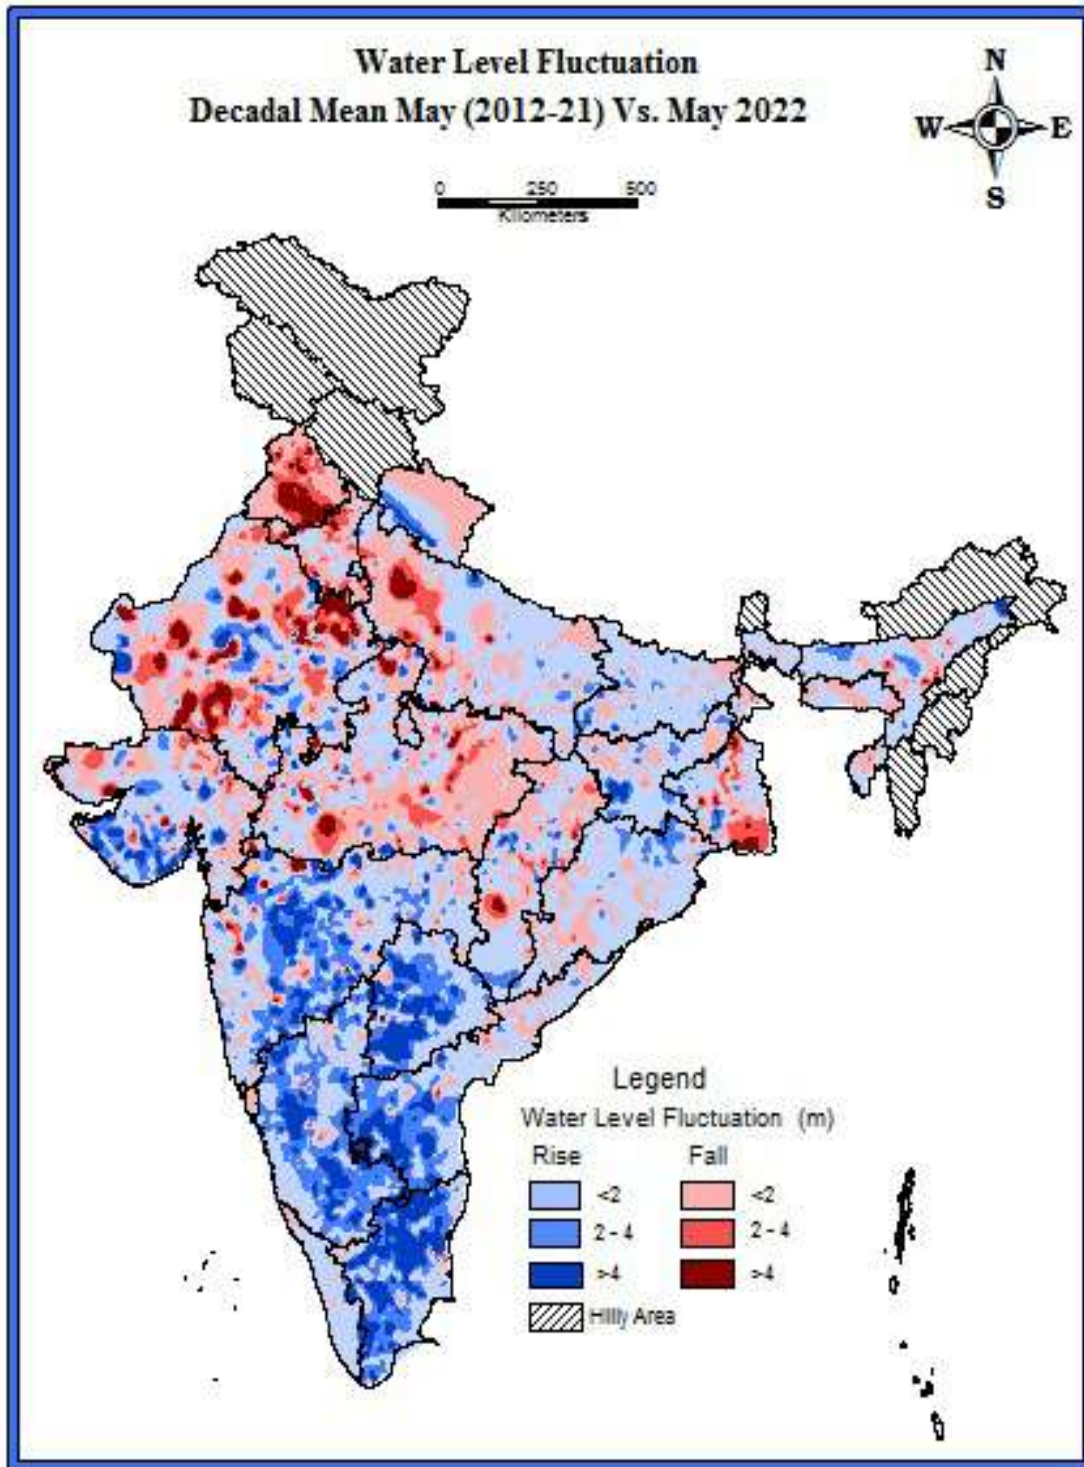 Water Level Fluctuation
Decadal Mean May (2012-21) Vs. May 2022
N
W E
S
0 250 500
Kilometers
Legend
Water Level Fluctuation (m)
Rise Fall
<2 <2
2 - 4 2 - 4
>4 >4
Hilly Area